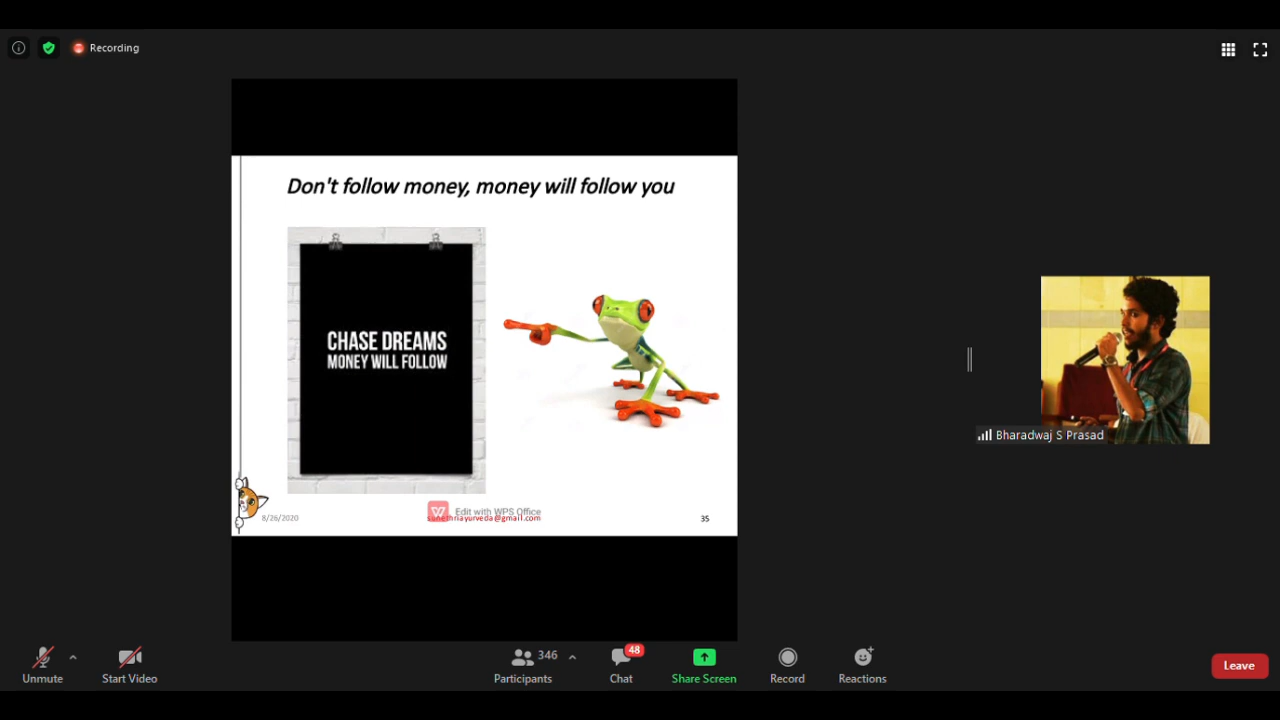 Recording
Don't follow money, money will follow you
CHASE DREAMS
MONEY WILL FOLLOW
Bharadwaj S Prasad
8/26/2020
Edit with WPS Office
sunethriayurveda@gmail.com
35
346
48
Unmute
Start Video
Participants
Chat
Share Screen
Record
Reactions
Leave